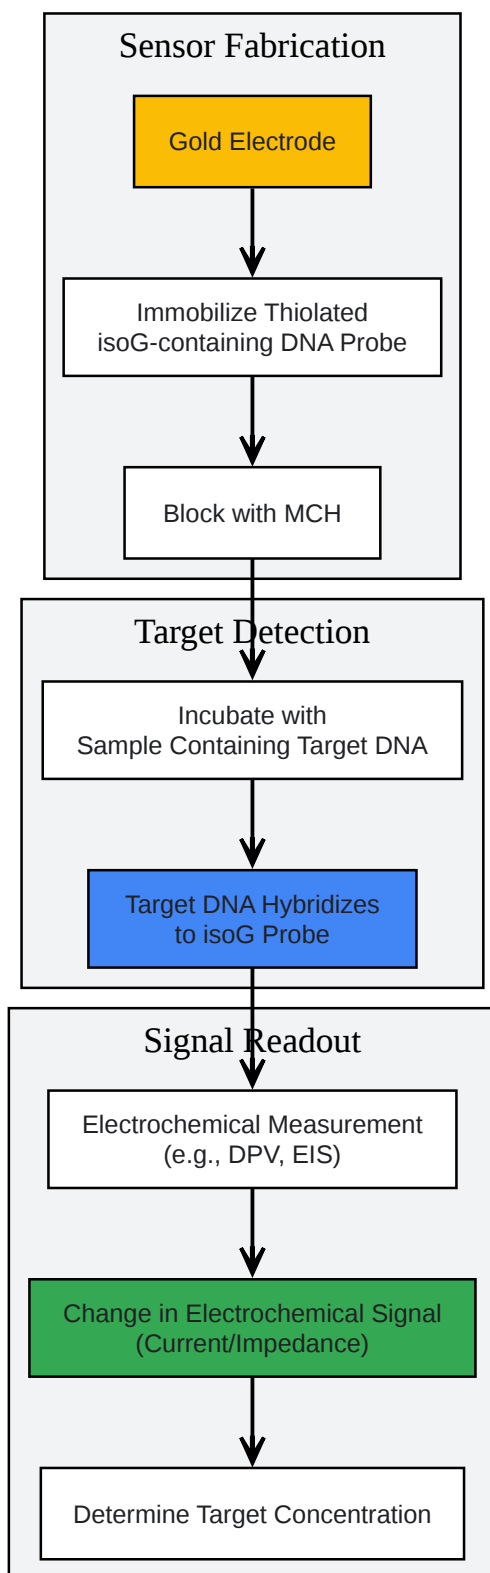 Sensor Fabrication
Gold Electrode
Immobilize Thiolated
isoG-containing DNA Probe
Block with MCH
Target Detection
Incubate with
Sample Containing Target DNA
Target DNA Hybridizes
to isoG Probe
Signal Readout
Electrochemical Measurement
(e.g., DPV, EIS)
Change in Electrochemical Signal
(Current/Impedance)
Determine Target Concentration